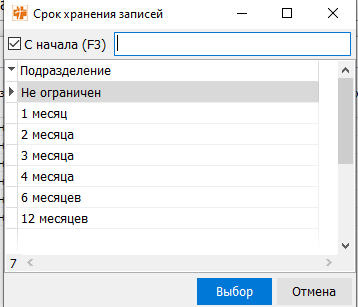 Срок хранения записей
С начала (F3)
Подразделение
Не ограничен
1 месяц
2 месяца
3 месяца
4 месяца
6 месяцев
12 месяцев
7
Выбор
Отмена